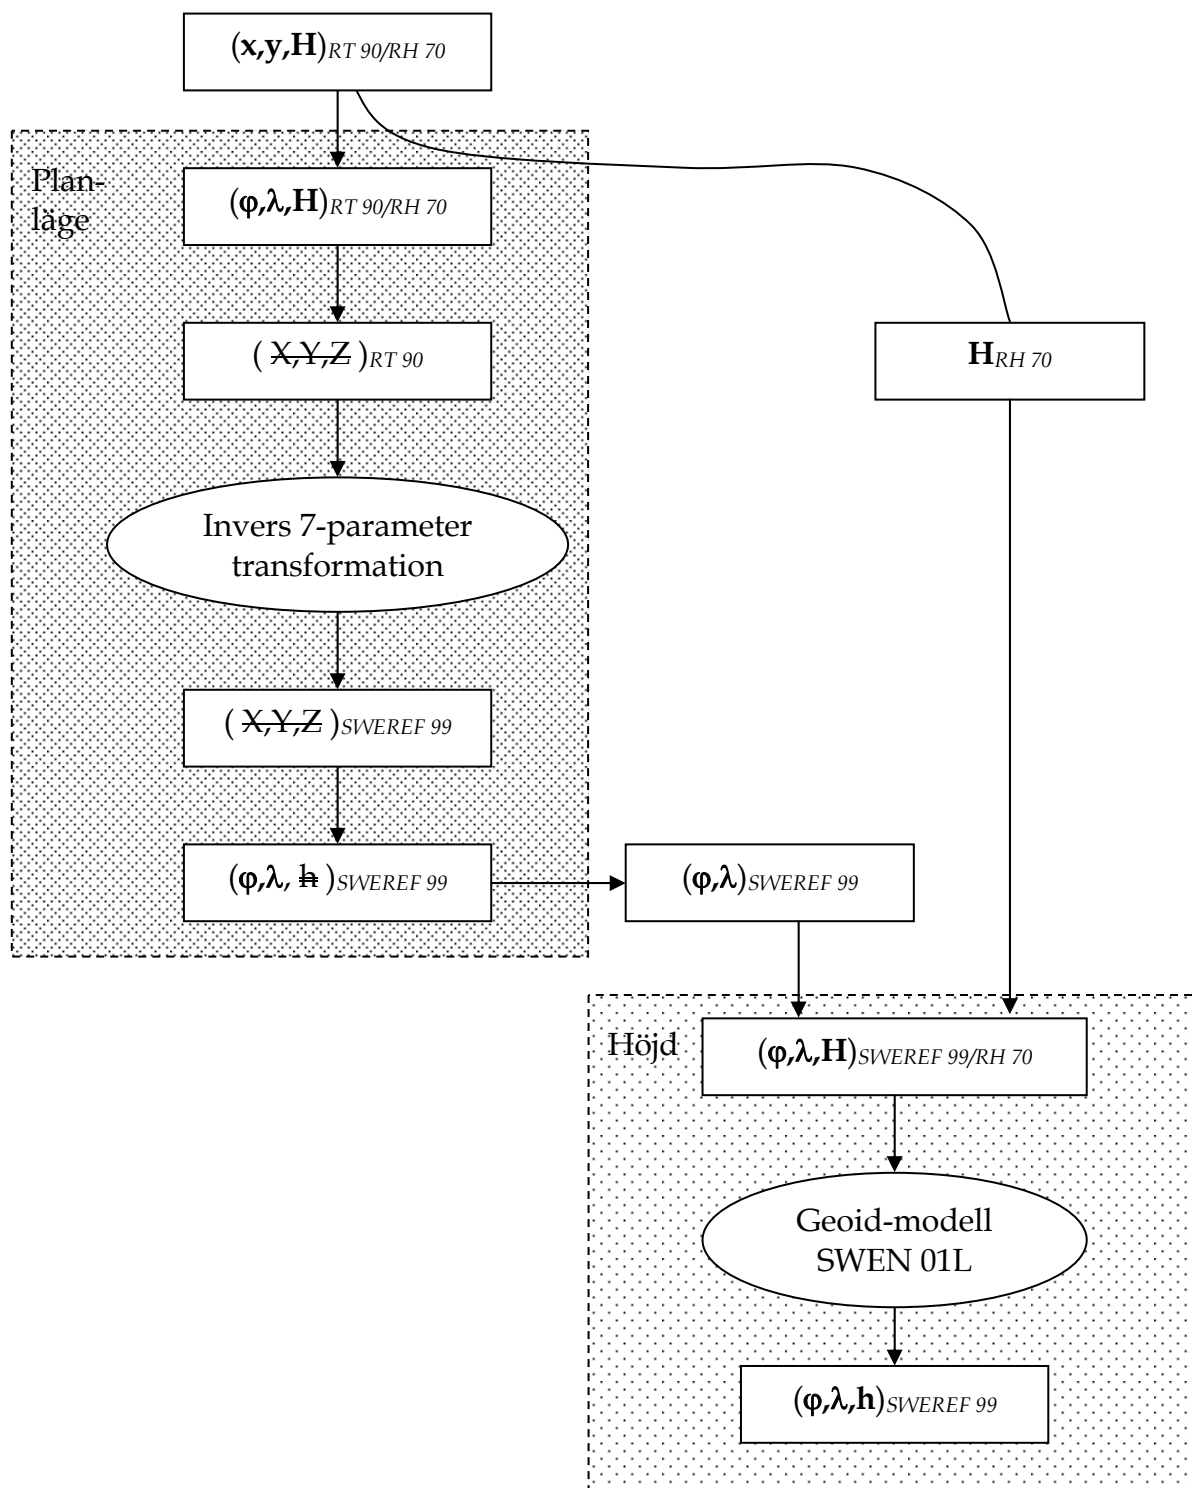 (x,y,H)RT 90/RH 70
Plan-
läge
(φ,λ,H)RT 90/RH 70
( X,Y,Z )RT 90
HRH 70
Invers 7-parameter
transformation
( X,Y,Z )SWEREF 99
(φ,λ, h )SWEREF 99
(φ,λ)SWEREF 99
Höjd
(φ,λ,H)SWEREF 99/RH 70
Geoid-modell
SWEN 01L
(φ,λ,h)SWEREF 99